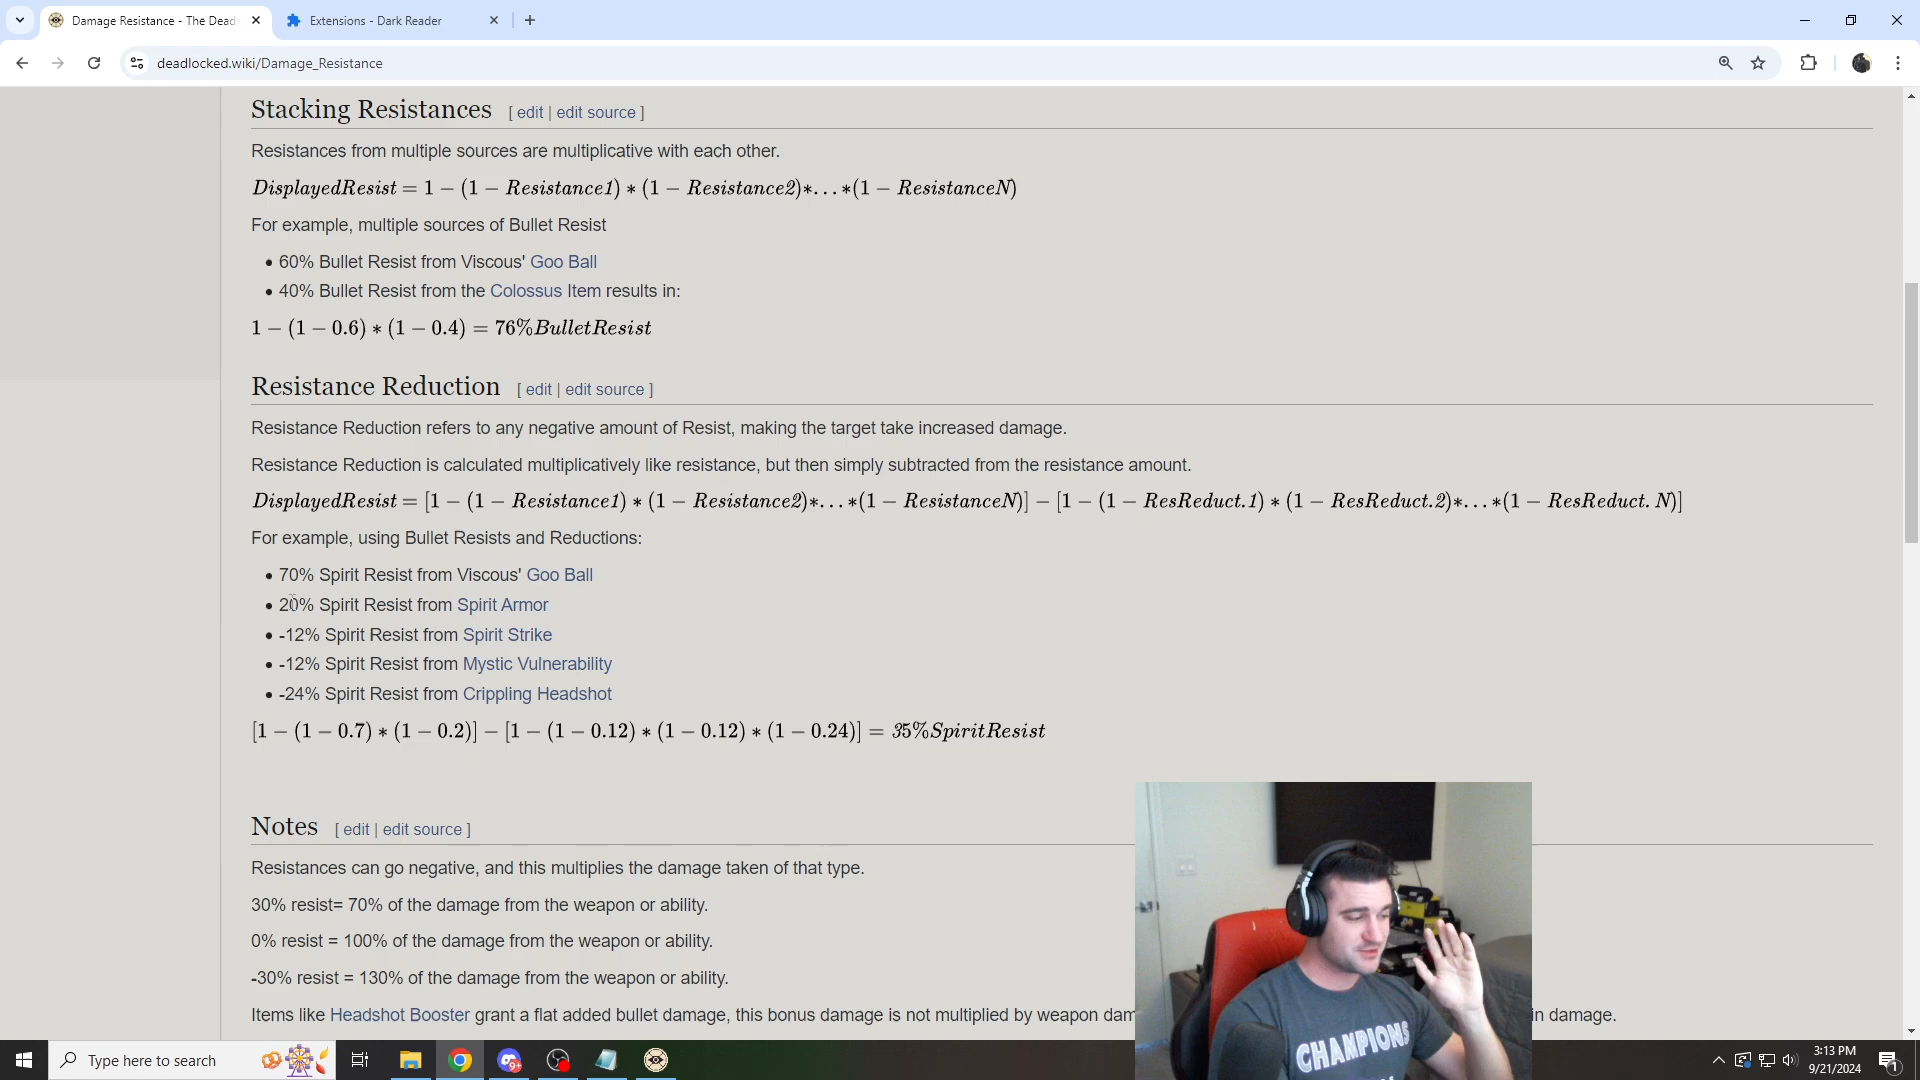 Damage Resistance - The Dead
Extensions - Dark Reader
deadlocked.wiki/Damage_Resistance
Stacking Resistances [ edit | edit source ]
Resistances from multiple sources are multiplicative with each other.
DisplayedResist = 1 − (1 − Resistance1) ∗ (1 − Resistance2)∗...∗(1 − ResistanceN)
For example, multiple sources of Bullet Resist
• 60% Bullet Resist from Viscous' Goo Ball
• 40% Bullet Resist from the Colossus Item results in:
1 − (1 − 0.6) ∗ (1 − 0.4) = 76%BulletResist
Resistance Reduction [ edit | edit source ]
Resistance Reduction refers to any negative amount of Resist, making the target take increased damage.
Resistance Reduction is calculated multiplicatively like resistance, but then simply subtracted from the resistance amount.
DisplayedResist = [1 − (1 − Resistance1) ∗ (1 − Resistance2)∗...∗(1 − ResistanceN)] − [1 − (1 − ResReduct.1) ∗ (1 − ResReduct.2)∗...∗(1 − ResReduct. N)]
For example, using Bullet Resists and Reductions:
• 70% Spirit Resist from Viscous' Goo Ball
• 20% Spirit Resist from Spirit Armor
• -12% Spirit Resist from Spirit Strike
• -12% Spirit Resist from Mystic Vulnerability
• -24% Spirit Resist from Crippling Headshot
[1 − (1 − 0.7) ∗ (1 − 0.2)] − [1 − (1 − 0.12) ∗ (1 − 0.12) ∗ (1 − 0.24)] = 35%SpiritResist
Notes [ edit | edit source ]
Resistances can go negative, and this multiplies the damage taken of that type.
30% resist= 70% of the damage from the weapon or ability.
0% resist = 100% of the damage from the weapon or ability.
-30% resist = 130% of the damage from the weapon or ability.
Items like Headshot Booster grant a flat added bullet damage, this bonus damage is not multiplied by weapon dam in damage.
CHAMPIONS
Type here to search
9+
3:13 PM
9/21/2024
1